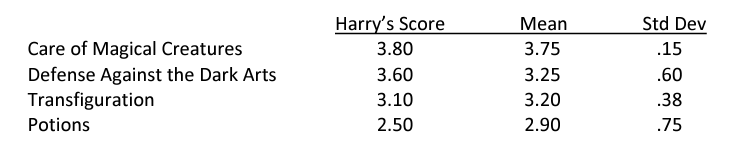 Harry’s Score Mean Std Dev
Care of Magical Creatures 3.80 3.75 .15
Defense Against the Dark Arts 3.60 3.25 .60
Transfiguration 3.10 3.20 .38
Potions 2.50 2.90 .75